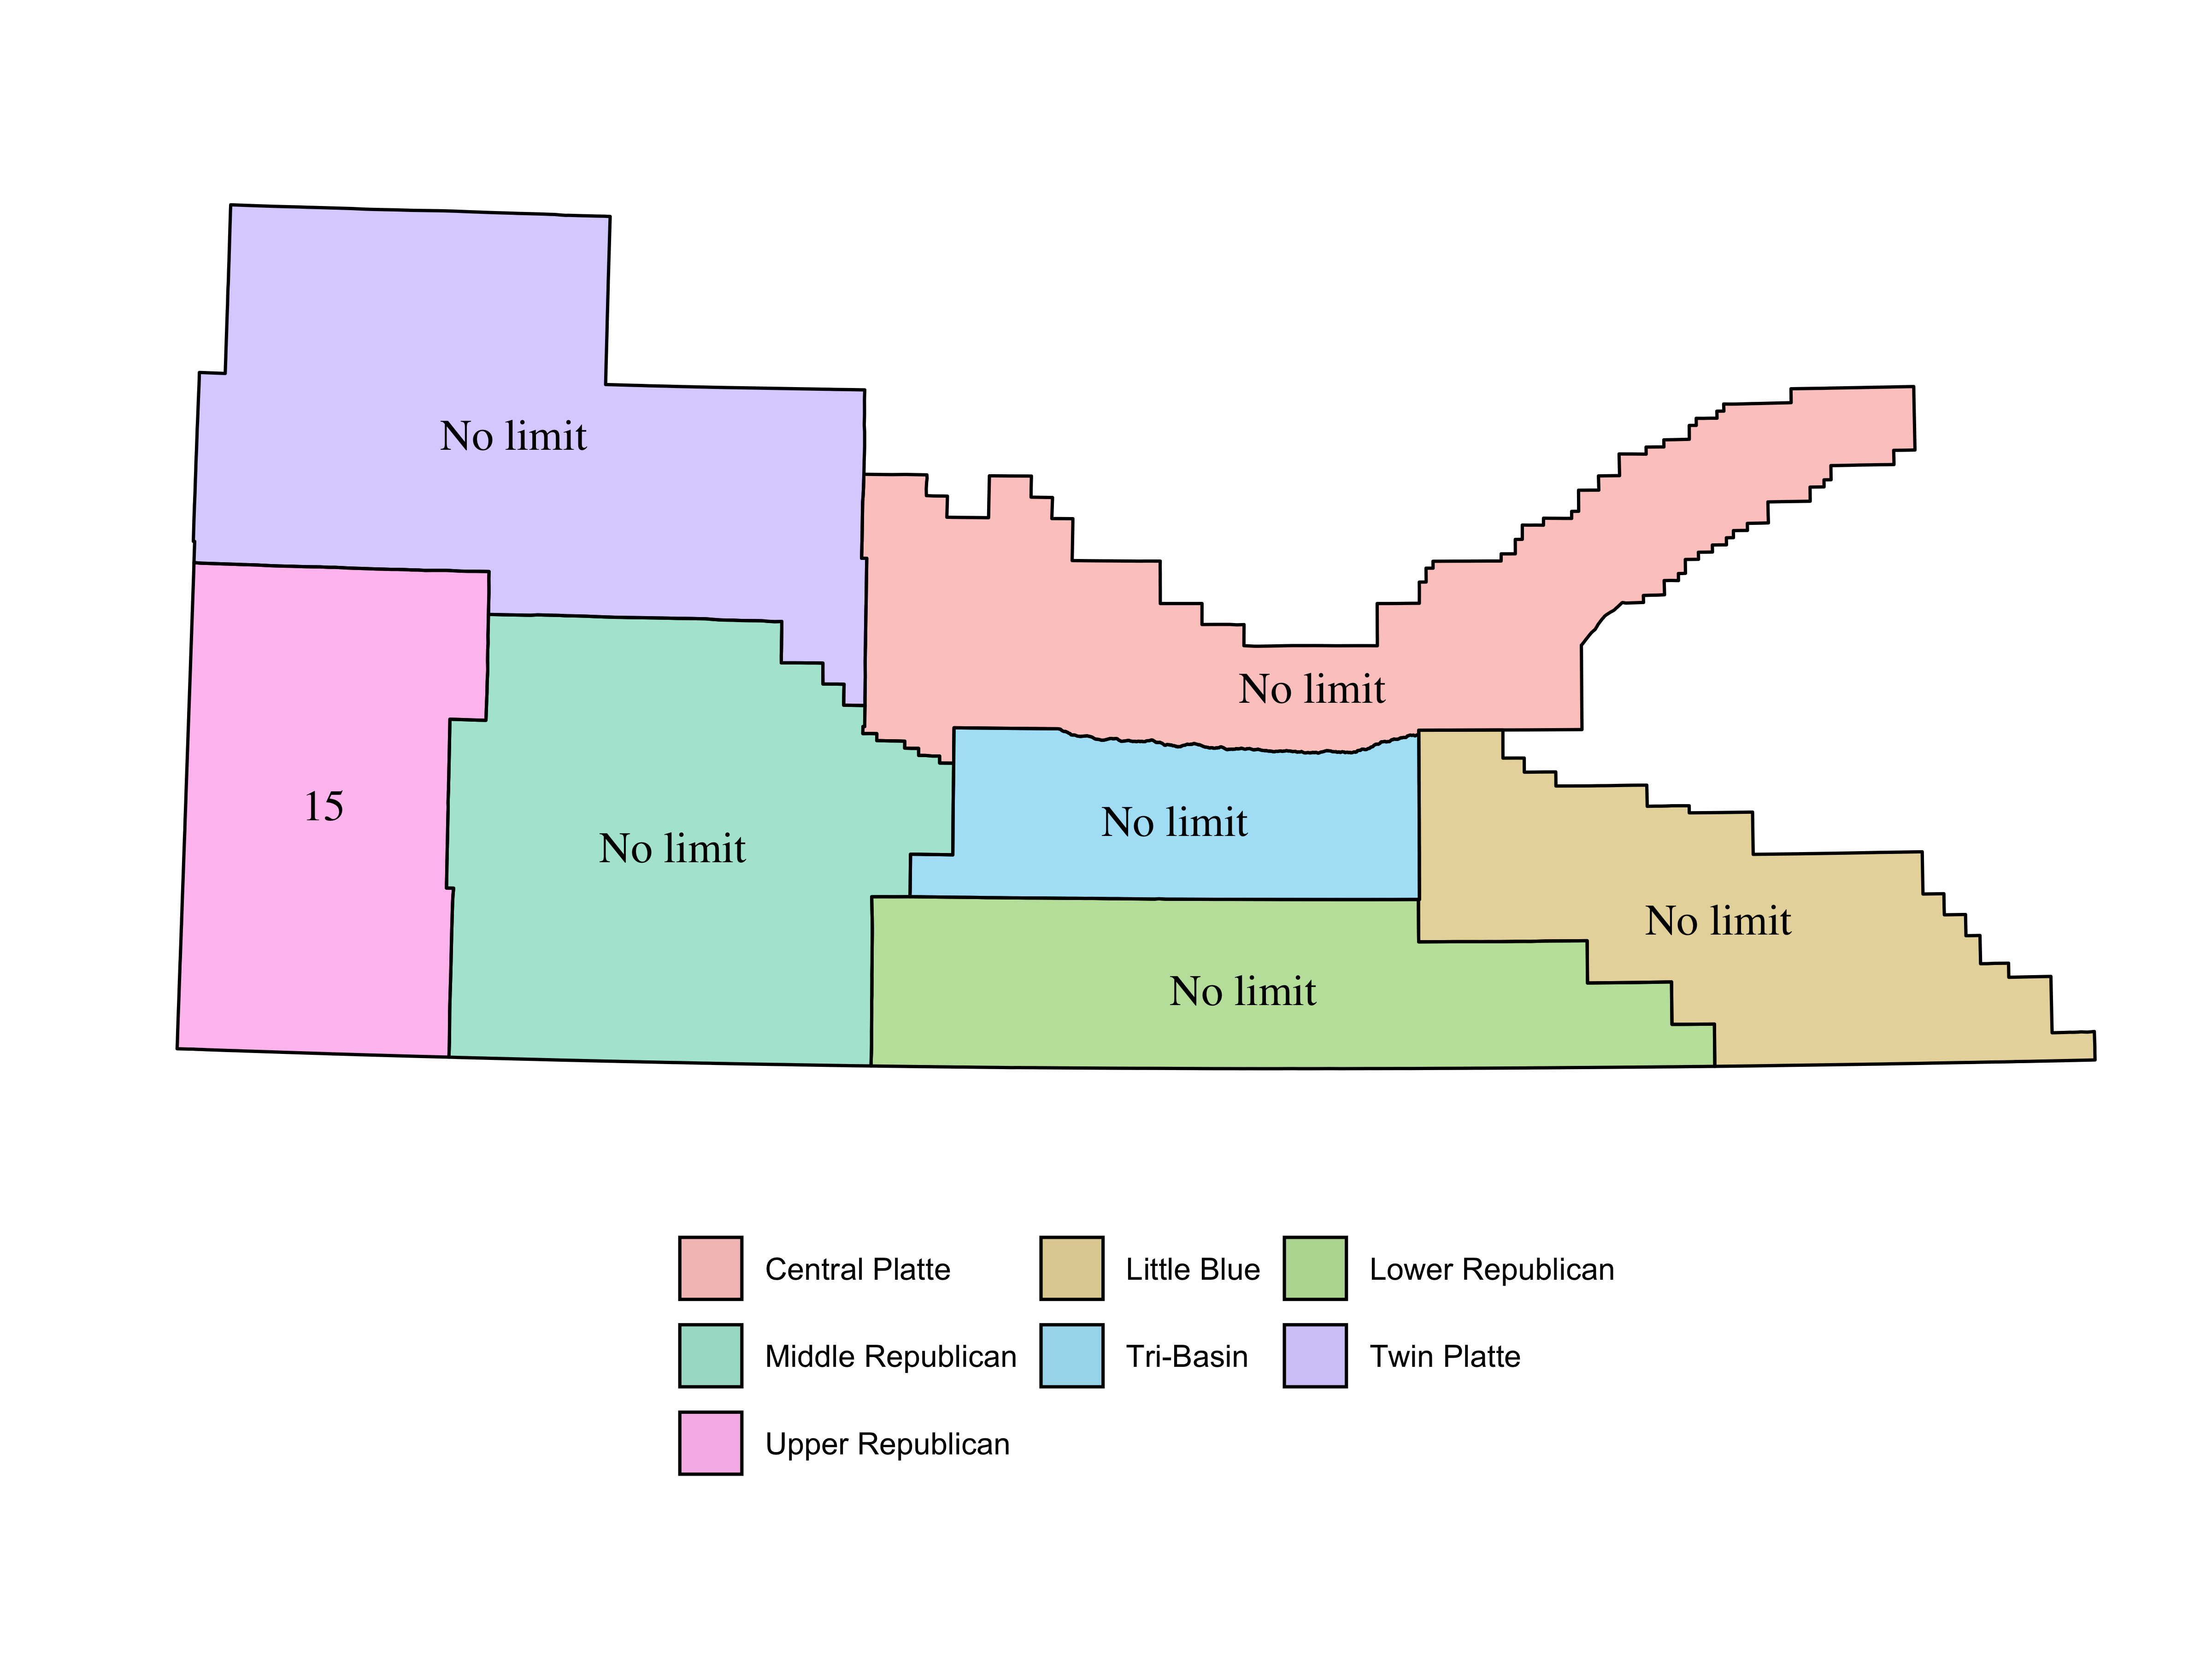 No limit
No limit
15
No limit
No limit
No limit
No limit
Central Platte
Little Blue
Lower Republican
Middle Republican
Tri-Basin
Twin Platte
Upper Republican